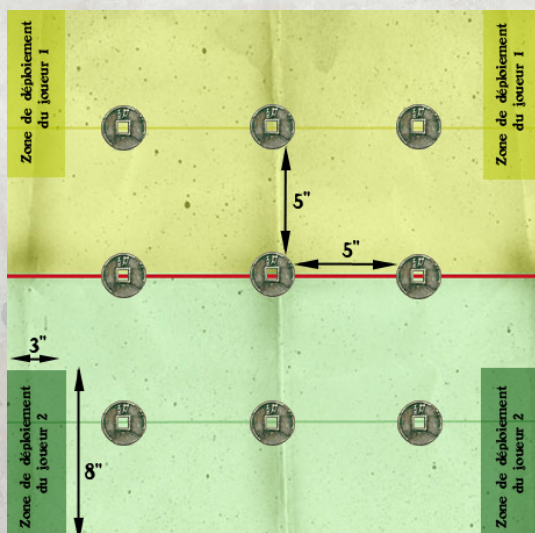 Zone de déploiement
du joueur 1
Zone de déploiement
du joueur 1
5"
5"
3"
8"
Zone de déploiement
du joueur 2
Zone de déploiement
du joueur 2